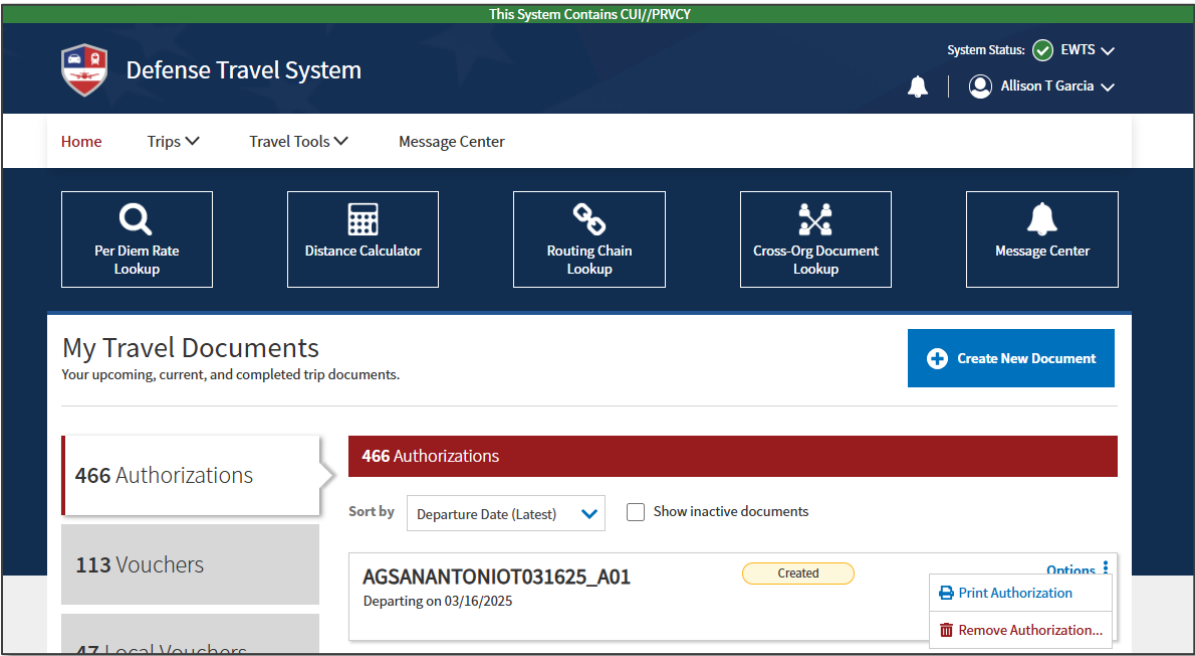 This System Contains CUI//PRVCY
Defense Travel System
System Status: EWTS
Allison T Garcia
Home Trips Travel Tools Message Center
Per Diem Rate
Lookup
Distance Calculator
Routing Chain
Lookup
Cross-Org Document
Lookup
Message Center
My Travel Documents
Your upcoming, current, and completed trip documents.
Create New Document
466 Authorizations
113 Vouchers
47 Local Vouchers
466 Authorizations
Sort by Departure Date (Latest) Show inactive documents
AGSANANTONIOT031625_A01 Created Options
Departing on 03/16/2025
Print Authorization
Remove Authorization...